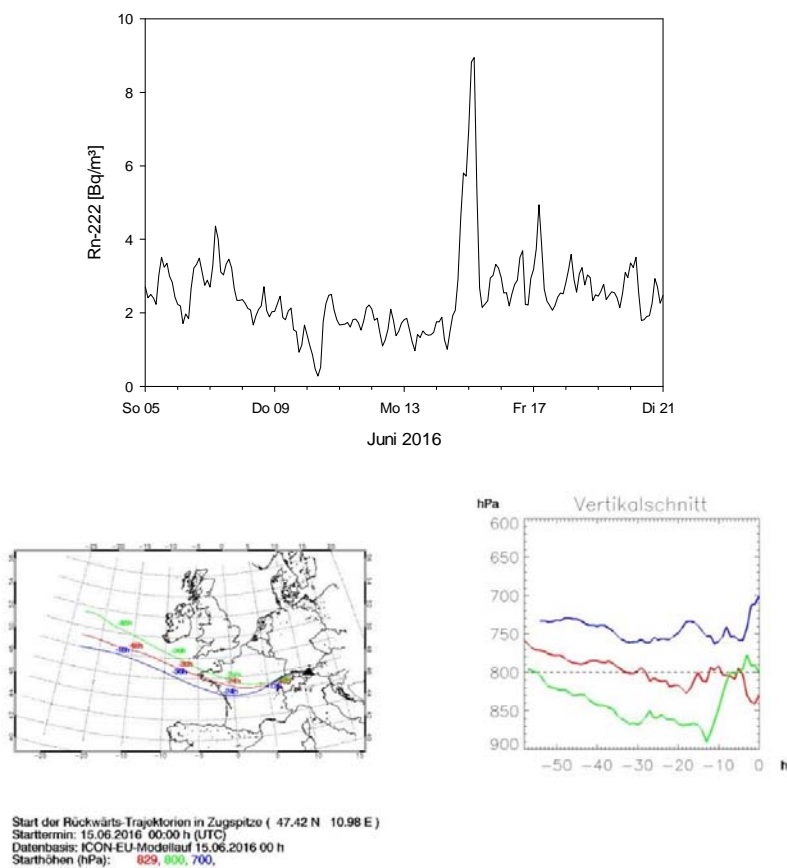 10
8
6
4
2
0
Rn-222 [Bq/m³]
So 05 Do 09 Mo 13 Fr 17 Di 21
Juni 2016
hPa Vertikalschnitt
600
650
700
750
800
850
900
-50 -40 -30 -20 -10 0 h
Start der Rückwärts-Trajektorien in Zugspitze ( 47.42 N 10.98 E )
Starttermin: 15.06.2016 00:00 h (UTC)
Datenbasis: ICON-EU-Modellauf 15.06.2016 00 h
Starthöhen (hPa): 829, 800, 700,